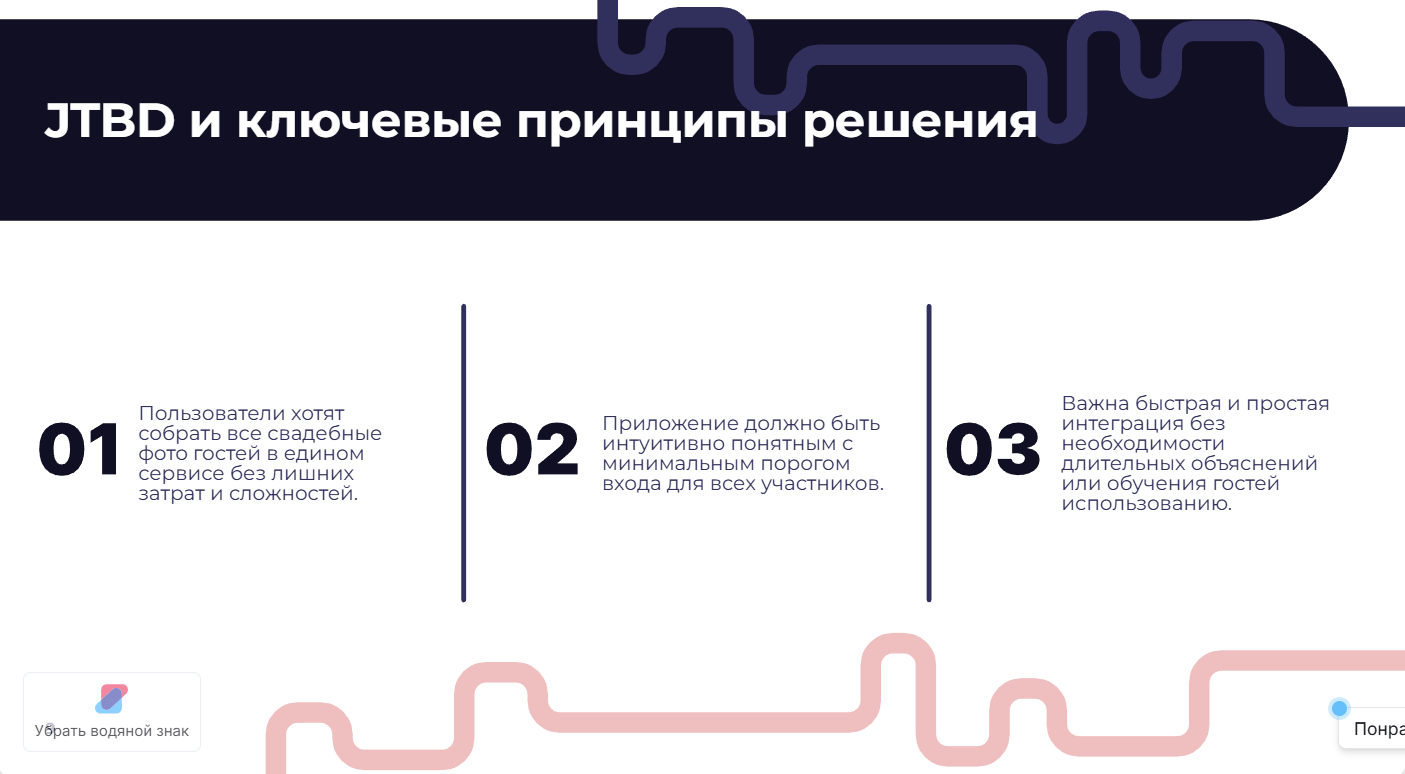 JTBD и ключевые принципы решения
01
Пользователи хотят
собрать все свадебные
фото гостей в едином
сервисе без лишних
затрат и сложностей.
02
Приложение должно быть
интуитивно понятным с
минимальным порогом
входа для всех участников.
03
Важна быстрая и простая
интеграция без
необходимости
длительных объяснений
или обучения гостей
использованию.
Убрать водяной знак
Понра